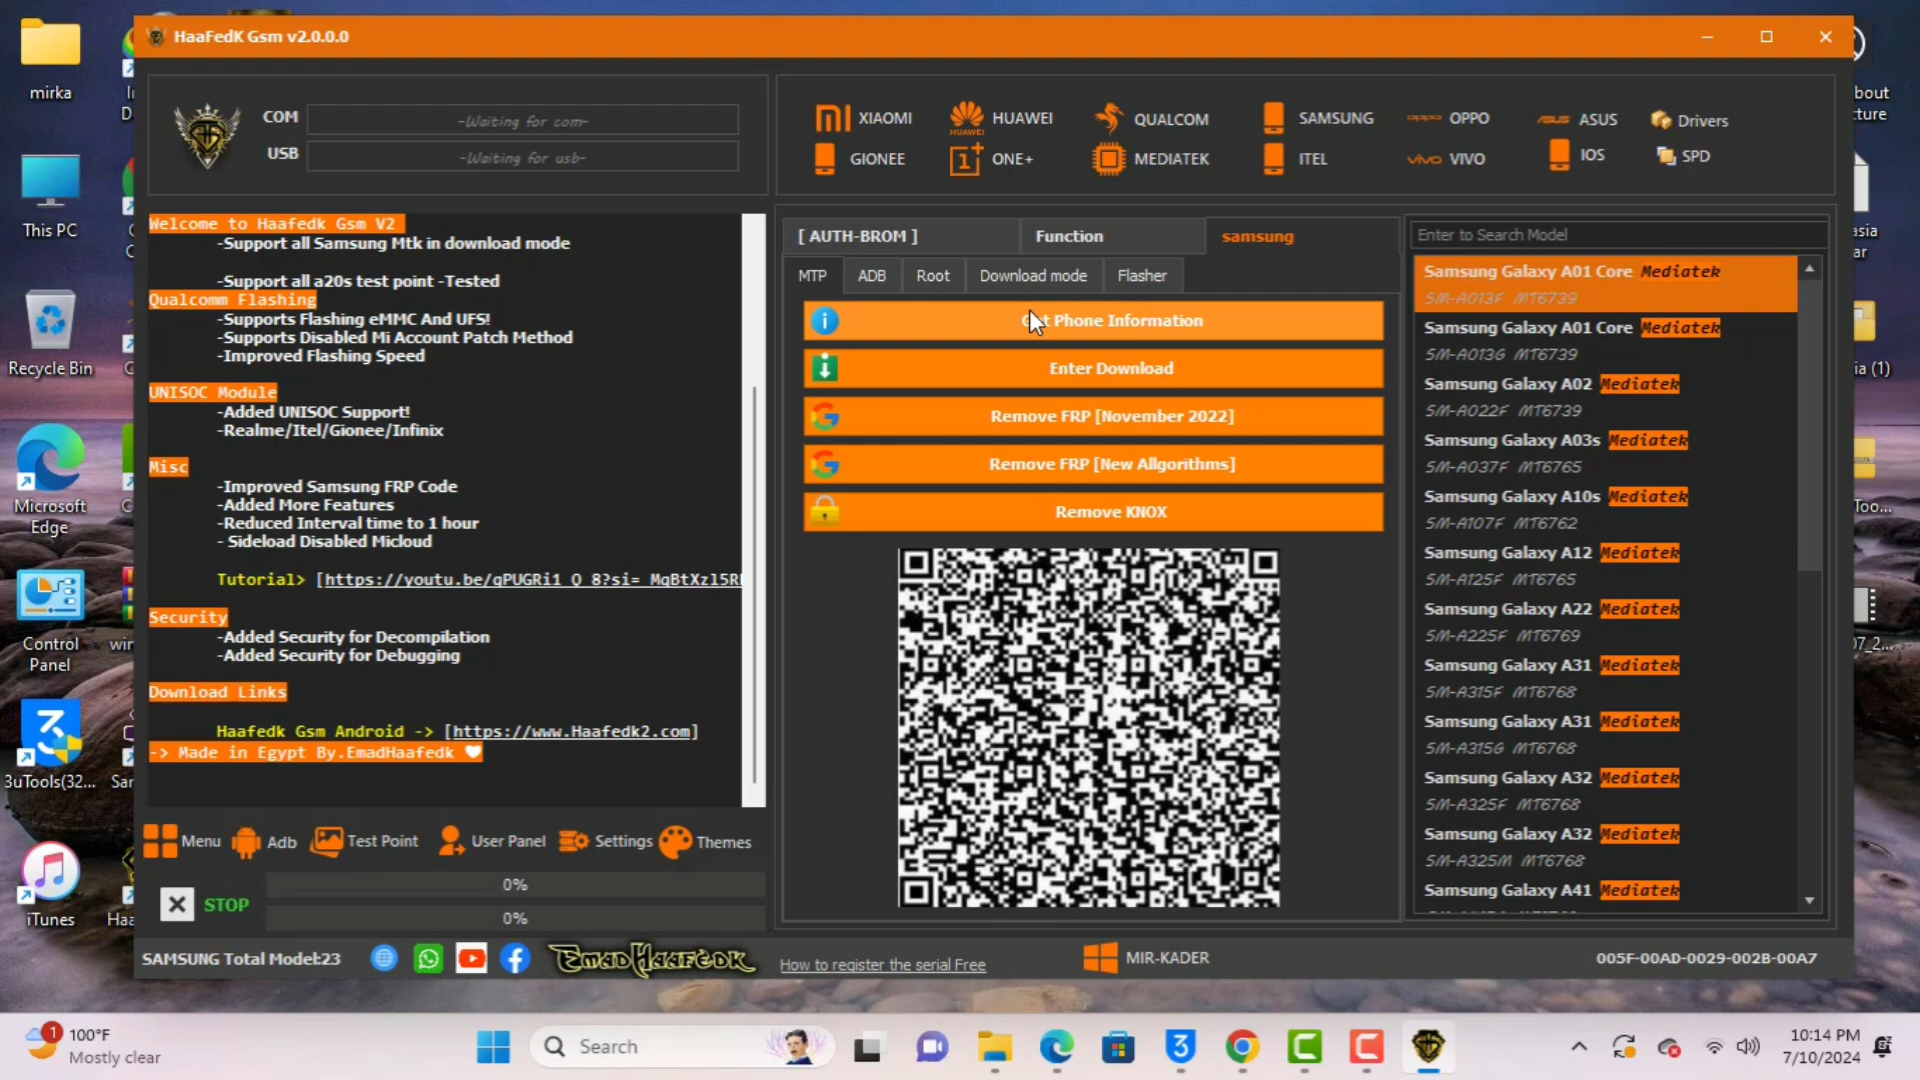 HaaFedK Gsm v2.0.0.0
mirka
This PC
Recycle Bin
Microsoft
Edge
Control
Panel
3uTools(32...
iTunes
COM
-Waiting for com-
USB
-Waiting for usb-
XIAOMI
HUAWEI
HUAWEI
QUALCOMM
SAMSUNG
oppo OPPO
ASUS ASUS
Drivers
GIONEE
ONE+
MEDIATEK
ITEL
vivo VIVO
IOS
SPD
Welcome to Haafedk Gsm V2
-Support all Samsung Mtk in download mode
-Support all a20s test point -Tested
Qualcomm Flashing
-Supports Flashing eMMC And UFS!
-Supports Disabled Mi Account Patch Method
-Improved Flashing Speed
UNISOC Module
-Added UNISOC Support!
-Realme/Itel/Gionee/Infinix
Misc
-Improved Samsung FRP Code
-Added More Features
-Reduced Interval time to 1 hour
- Sideload Disabled Micloud
Tutorial> [https://youtu.be/qPUGRi1_Q_8?si=_MgBtXzl5R
Security
-Added Security for Decompilation
-Added Security for Debugging
Download Links
Haafedk Gsm Android -> [https://www.Haafedk2.com]
-> Made in Egypt By.EmadHaafedk
Menu
Adb
Test Point
User Panel
Settings
Themes
STOP
0%
0%
[ AUTH-BROM ]
Function
samsung
MTP
ADB
Root
Download mode
Flasher
Phone Information
Enter Download
Remove FRP [November 2022]
Remove FRP [New Allgorithms]
Remove KNOX
Enter to Search Model
Samsung Galaxy A01 Core Mediatek
SM-A013F MT6739
Samsung Galaxy A01 Core Mediatek
SM-A013G MT6739
Samsung Galaxy A02 Mediatek
SM-A022F MT6739
Samsung Galaxy A03s Mediatek
SM-A037F MT6765
Samsung Galaxy A10s Mediatek
SM-A107F MT6762
Samsung Galaxy A12 Mediatek
SM-A125F MT6765
Samsung Galaxy A22 Mediatek
SM-A225F MT6769
Samsung Galaxy A31 Mediatek
SM-A315F MT6768
Samsung Galaxy A31 Mediatek
SM-A315G MT6768
Samsung Galaxy A32 Mediatek
SM-A325F MT6768
Samsung Galaxy A32 Mediatek
SM-A325M MT6768
Samsung Galaxy A41 Mediatek
SAMSUNG Total Model:23
EmadHaafedk
How to register the serial Free
MIR-KADER
005F-00AD-0029-002B-00A7
1
100°F
Mostly clear
Search
10:14 PM
7/10/2024